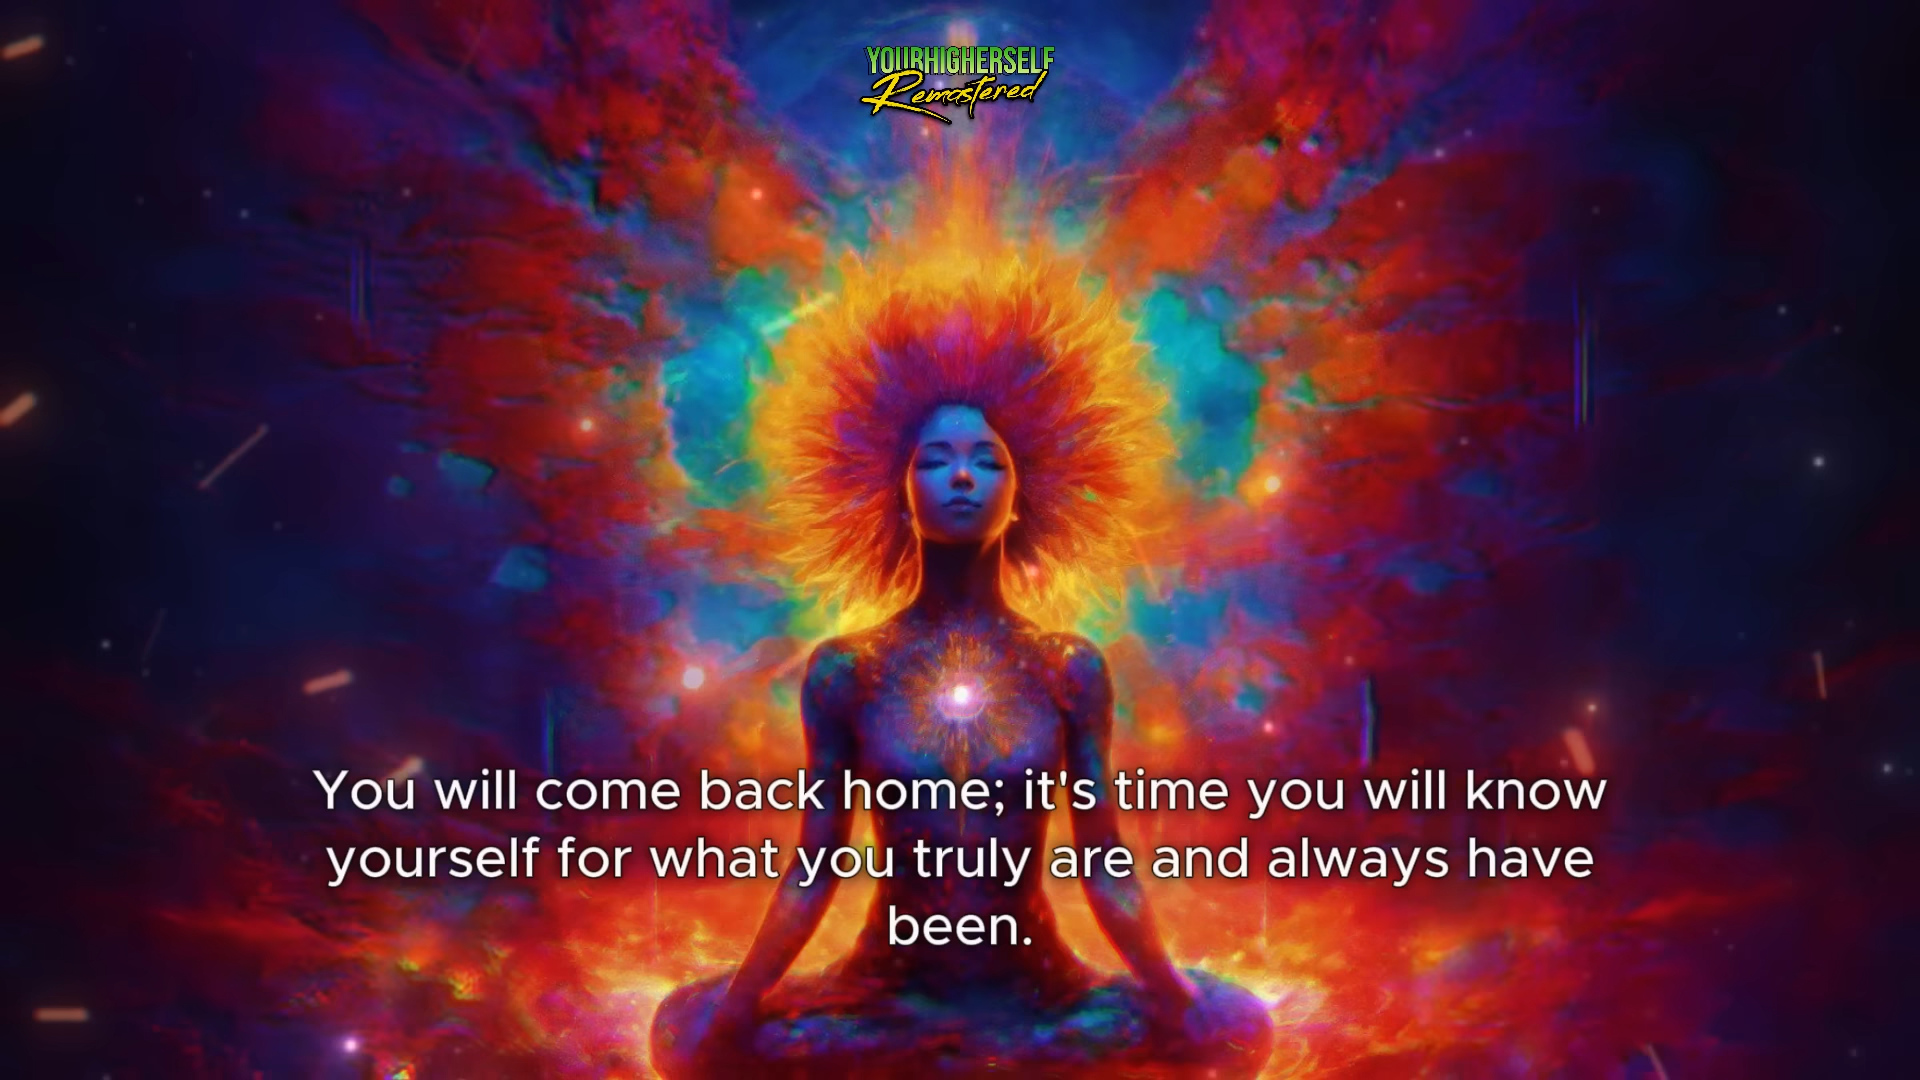 YOURHIGHERSELF
Remastered
You will come back home; it's time you will know
yourself for what you truly are and always have
been.